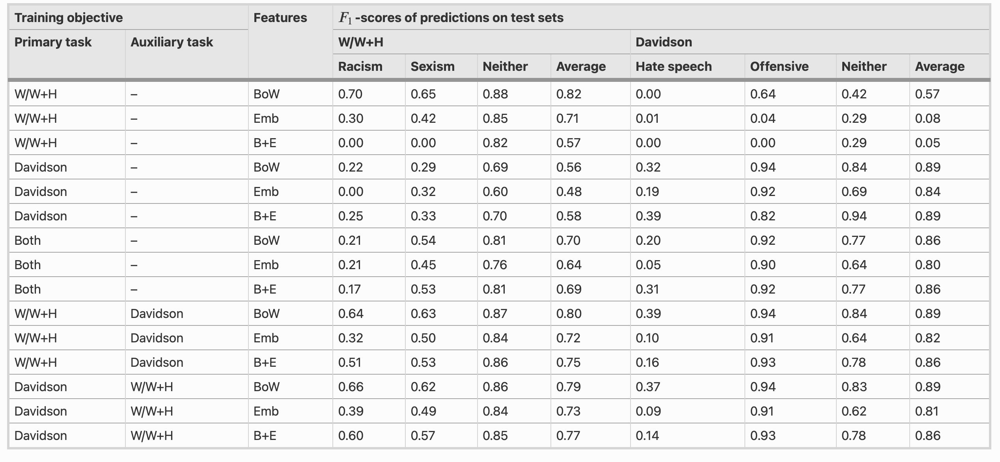 Training objective Features F1 -scores of predictions on test sets
Primary task Auxiliary task W/W+H Davidson
Racism Sexism Neither Average Hate speech Offensive Neither Average
W/W+H – BoW 0.70 0.65 0.88 0.82 0.00 0.64 0.42 0.57
W/W+H – Emb 0.30 0.42 0.85 0.71 0.01 0.04 0.29 0.08
W/W+H – B+E 0.00 0.00 0.82 0.57 0.00 0.00 0.29 0.05
Davidson – BoW 0.22 0.29 0.69 0.56 0.32 0.94 0.84 0.89
Davidson – Emb 0.00 0.32 0.60 0.48 0.19 0.92 0.69 0.84
Davidson – B+E 0.25 0.33 0.70 0.58 0.39 0.82 0.94 0.89
Both – BoW 0.21 0.54 0.81 0.70 0.20 0.92 0.77 0.86
Both – Emb 0.21 0.45 0.76 0.64 0.05 0.90 0.64 0.80
Both – B+E 0.17 0.53 0.81 0.69 0.31 0.92 0.77 0.86
W/W+H Davidson BoW 0.64 0.63 0.87 0.80 0.39 0.94 0.84 0.89
W/W+H Davidson Emb 0.32 0.50 0.84 0.72 0.10 0.91 0.64 0.82
W/W+H Davidson B+E 0.51 0.53 0.86 0.75 0.16 0.93 0.78 0.86
Davidson W/W+H BoW 0.66 0.62 0.86 0.79 0.37 0.94 0.83 0.89
Davidson W/W+H Emb 0.39 0.49 0.84 0.73 0.09 0.91 0.62 0.81
Davidson W/W+H B+E 0.60 0.57 0.85 0.77 0.14 0.93 0.78 0.86